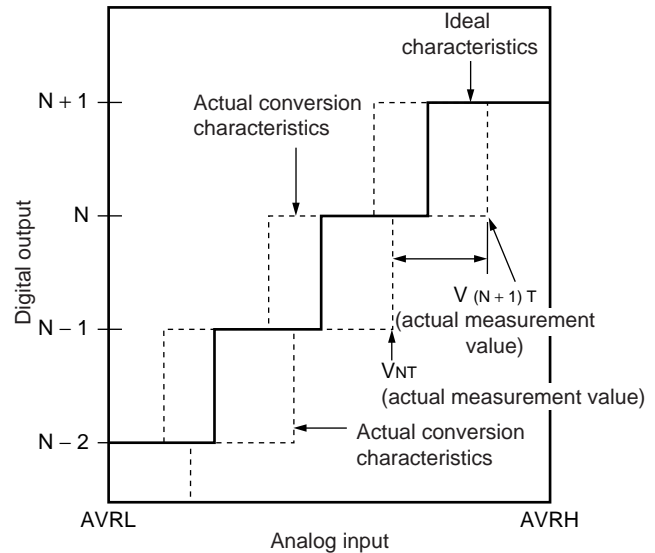 Ideal
characteristics
N + 1
Actual conversion
characteristics
N
Digital output
V (N + 1) T
(actual measurement
value)
N − 1
VNT
(actual measurement value)
Actual conversion
characteristics
N − 2
AVRL
AVRH
Analog input